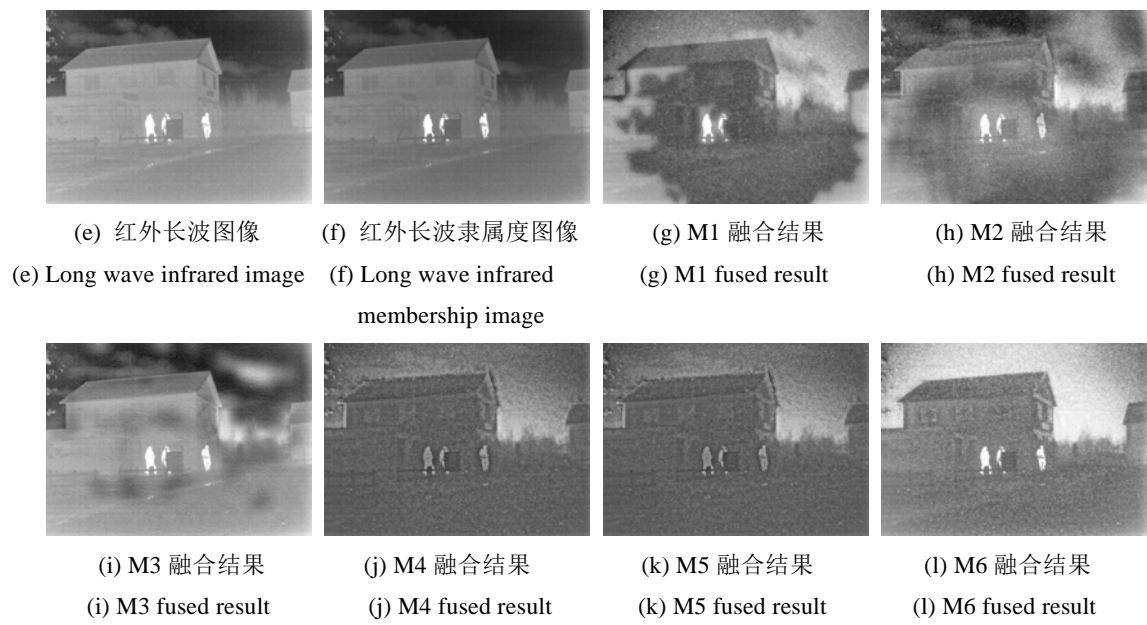 (e) 红外长波图像
(f) 红外长波隶属度图像
(g) M1 融合结果
(h) M2 融合结果
(e) Long wave infrared image
(f) Long wave infrared
membership image
(g) M1 fused result
(h) M2 fused result
(i) M3 融合结果
(j) M4 融合结果
(k) M5 融合结果
(l) M6 融合结果
(i) M3 fused result
(j) M4 fused result
(k) M5 fused result
(l) M6 fused result